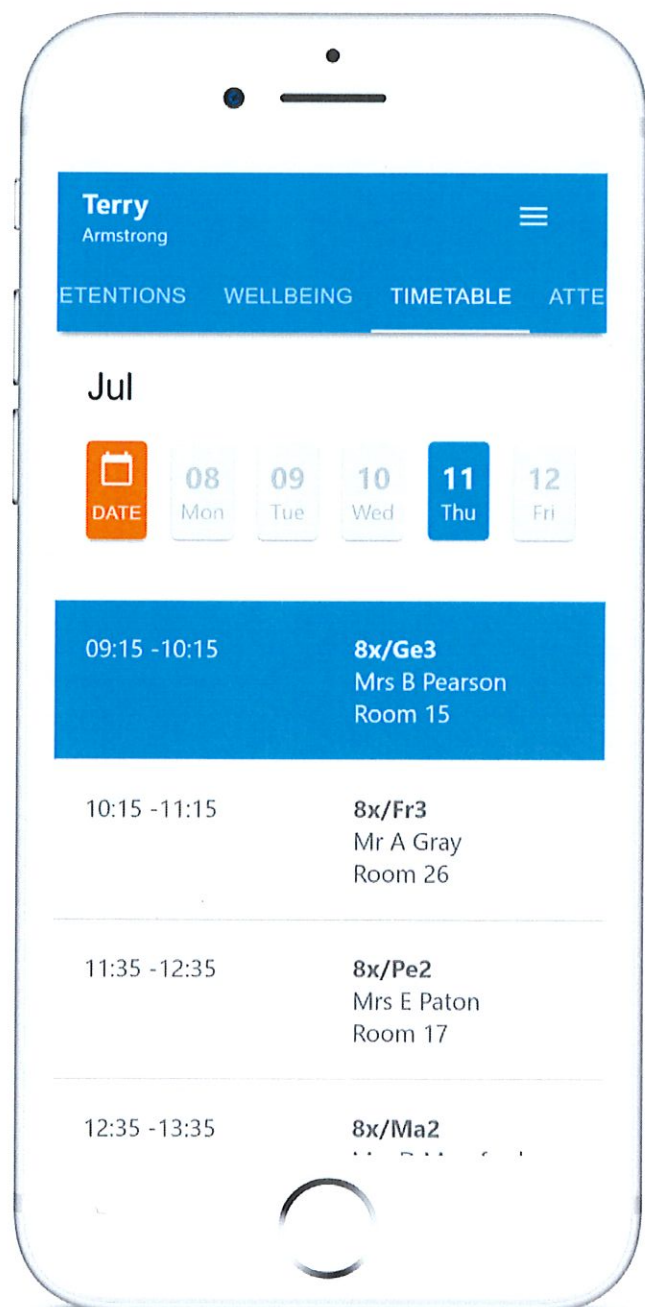 Terry
Armstrong
ETENTIONS WELLBEING TIMETABLE ATTE
Jul
DATE 08 Mon 09 Tue 10 Wed 11 Thu 12 Fri
09:15 -10:15 8x/Ge3
Mrs B Pearson
Room 15
10:15 -11:15 8x/Fr3
Mr A Gray
Room 26
11:35 -12:35 8x/Pe2
Mrs E Paton
Room 17
12:35 -13:35 8x/Ma2